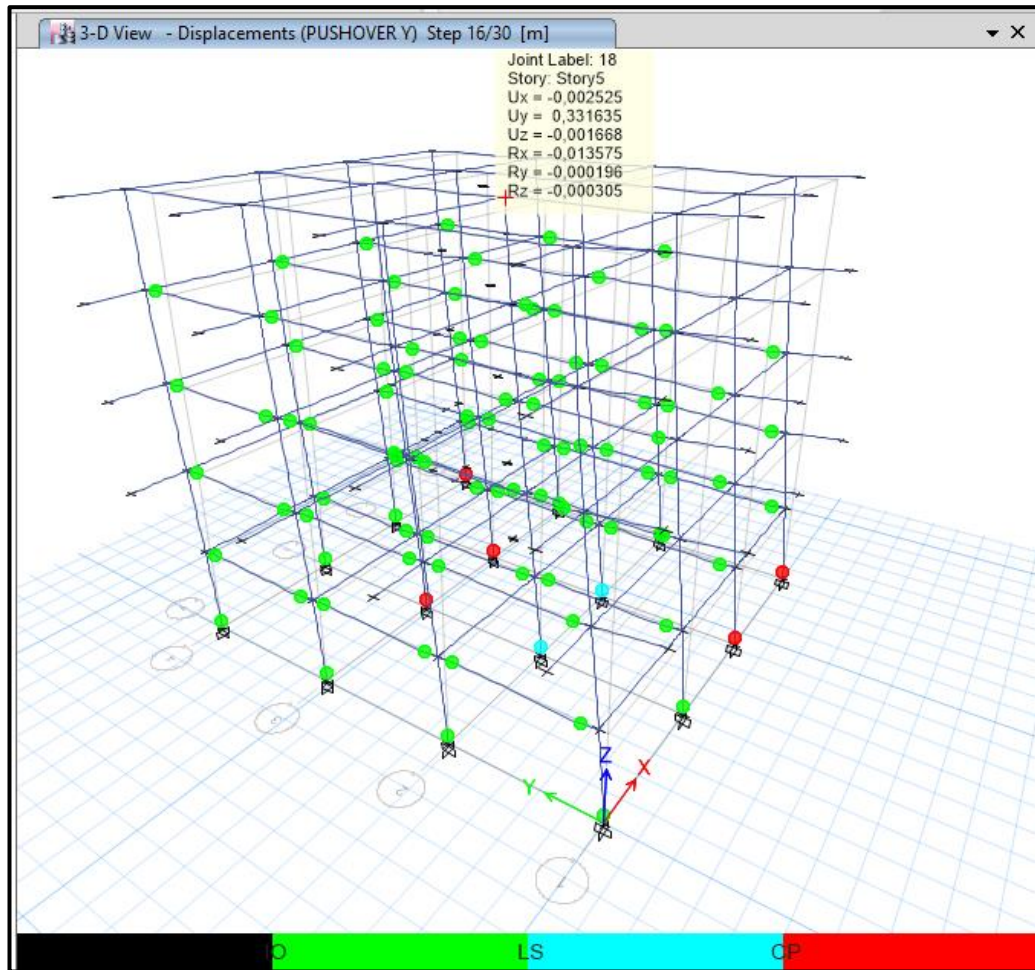 3-D View - Displacements (PUSHOVER Y) Step 16/30 [m]
Joint Label: 18
Story: Story5
Ux = -0,002525
Uy = 0,331635
Uz = -0,001668
Rx = -0,013575
Ry = -0,000196
Rz = -0,000305
Z
X
Y
IO LS CP